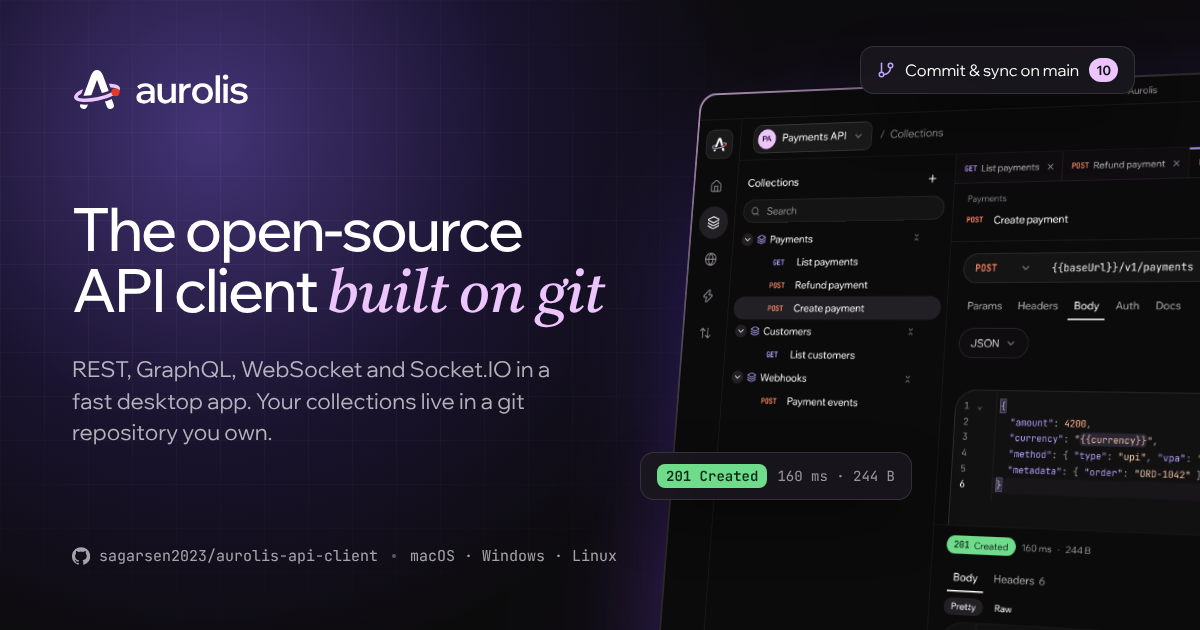 aurolis
The open-source
API client built on git
REST, GraphQL, WebSocket and Socket.IO in a
fast desktop app. Your collections live in a git
repository you own.
sagarsen2023/aurolis-api-client • macOS · Windows · Linux
Commit & sync on main 10
Aurolis
PA Payments API / Collections
Collections +
Search
Payments
GET List payments
POST Refund payment
POST Create payment
Customers
GET List customers
Webhooks
POST Payment events
GET List payments × POST Refund payment ×
Payments
POST Create payment
POST {{baseUrl}}/v1/payments
Params Headers Body Auth Docs
JSON
1 {
2 "amount": 4200,
3 "currency": "{{currency}}",
4 "method": { "type": "upi", "vpa": "
5 "metadata": { "order": "ORD-1042" }
6 }
201 Created 160 ms · 244 B
201 Created 160 ms · 244 B
Body Headers 6
Pretty Raw